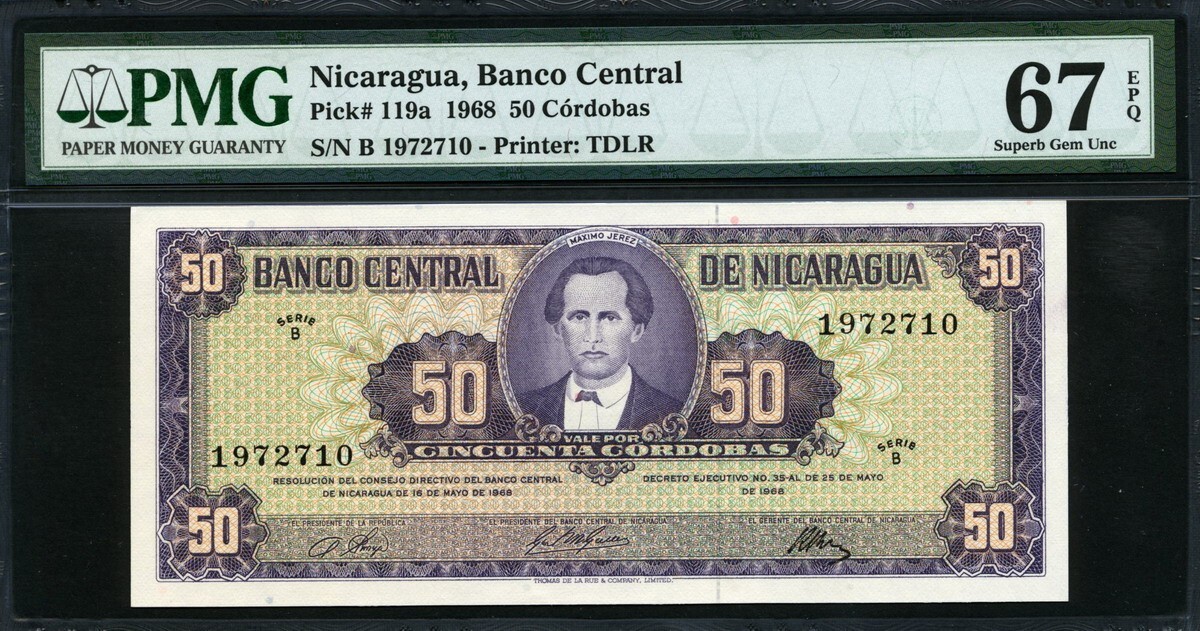 PMG
PAPER MONEY GUARANTY
Nicaragua, Banco Central
Pick# 119a 1968 50 Córdobas
S/N B 1972710 - Printer: TDLR
67
EPQ
Superb Gem Unc
MAXIMO JEREZ
50 BANCO CENTRAL DE NICARAGUA 50
SERIE
B
1972710
50 50
VALE POR
CINCUENTA CORDOBAS
1972710
SERIE
B
RESOLUCIÓN DEL CONSEJO DIRECTIVO DEL BANCO CENTRAL
DE NICARAGUA DE 16 DE MAYO DE 1968
DECRETO EJECUTIVO NO. 35-AL DE 25 DE MAYO
DE 1968
50 50
EL PRESIDENTE DE LA REPÚBLICA
EL PRESIDENTE DEL BANCO CENTRAL DE NICARAGUA
EL GERENTE DEL BANCO CENTRAL DE NICARAGUA
THOMAS DE LA RUE & COMPANY, LIMITED.